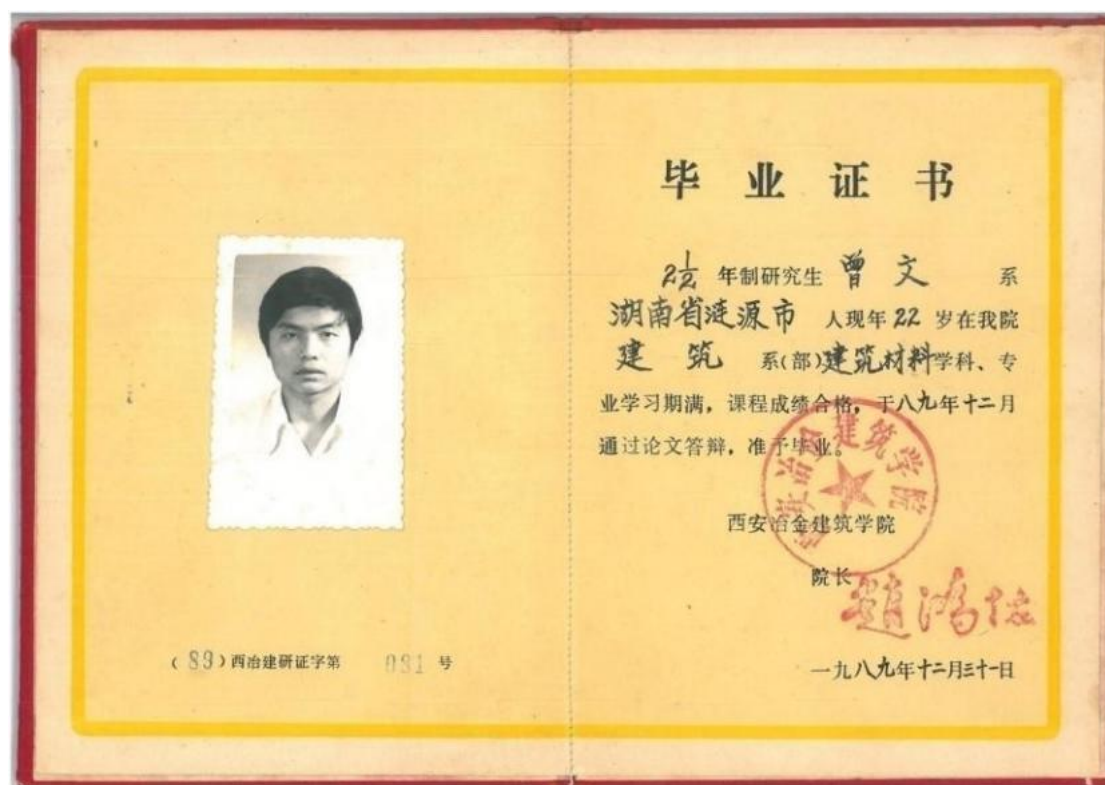 毕业证书
2½ 年制研究生 曾文 系
湖南省涟源市 人现年 22 岁在我院
建筑 系(部)建筑材料学科、专
业学习期满，课程成绩合格，于八九年十二月
通过论文答辩，准予毕业。
西安冶金建筑学院
院长
赵鸿
一九八九年十二月三十一日
(89)西冶建研证字第 031 号